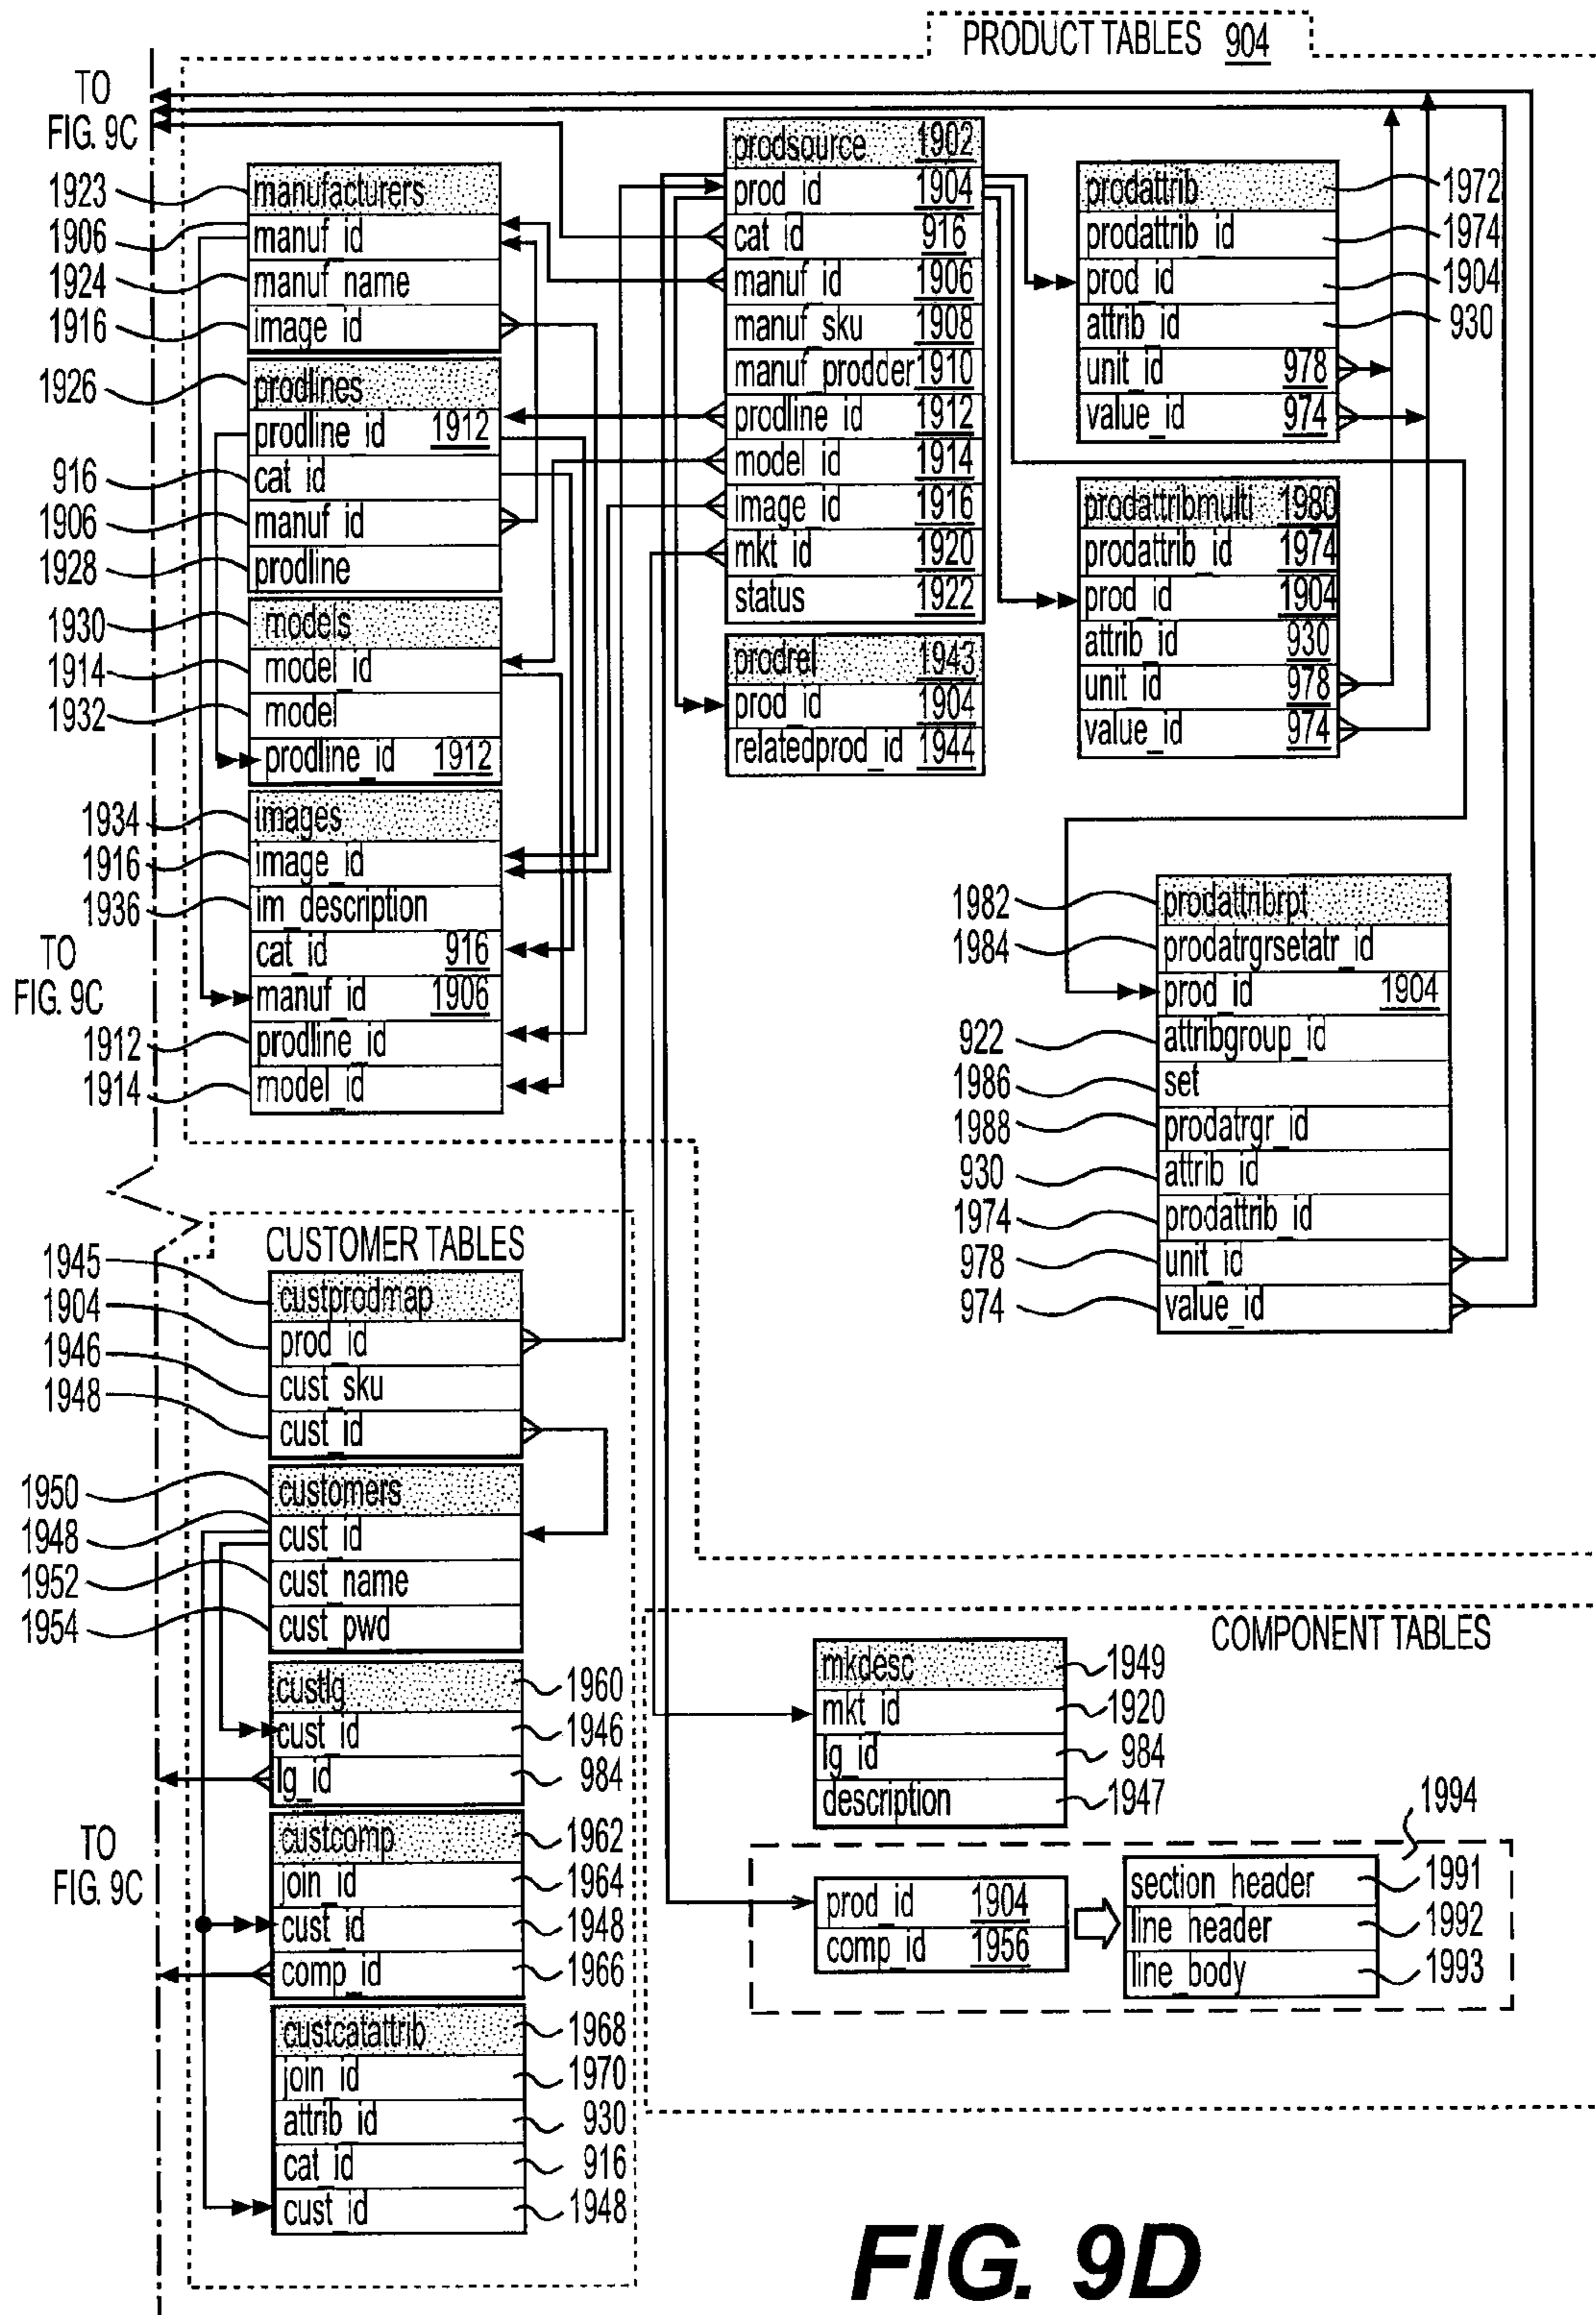 PRODUCT TABLES 904
TO
FIG. 9C
1923 manufacturers
1906 manuf_id
1924 manuf_name
1916 image_id
1926 prodlines
prodline_id 1912
916 cat_id
1906 manuf_id
1928 prodline
1930 models
1914 model_id
1932 model
prodline_id 1912
1934 images
1916 image_id
1936 im_description
cat_id 916
manuf_id 1906
1912 prodline_id
1914 model_id
TO
FIG. 9C
prodsource 1902
prod_id 1904
cat_id 916
manuf_id 1906
manuf_sku 1908
manuf_prodder 1910
prodline_id 1912
model_id 1914
image_id 1916
mkt_id 1920
status 1922
prodrel 1943
prod_id 1904
relatedprod_id 1944
prodattrib 1972
prodattrib_id 1974
prod_id 1904
attrib_id 930
unit_id 978
value_id 974
prodattribmulti 1980
prodattrib_id 1974
prod_id 1904
attrib_id 930
unit_id 978
value_id 974
1982 prodattribrpt
1984 prodatrgrsetatr_id
prod_id 1904
922 attribgroup_id
1986 set
1988 prodatrgr_id
930 attrib_id
1974 prodattrib_id
978 unit_id
974 value_id
CUSTOMER TABLES
1945 custprodmap
1904 prod_id
1946 cust_sku
1948 cust_id
1950 customers
1948 cust_id
1952 cust_name
1954 cust_pwd
custlg 1960
cust_id 1946
lg_id 984
custcomp 1962
join_id 1964
cust_id 1948
comp_id 1966
custcatattrib 1968
join_id 1970
attrib_id 930
cat_id 916
cust_id 1948
TO
FIG. 9C
COMPONENT TABLES
mkdesc 1949
mkt_id 1920
lg_id 984
description 1947
1994
prod_id 1904
comp_id 1956
section_header 1991
line_header 1992
line_body 1993
FIG. 9D